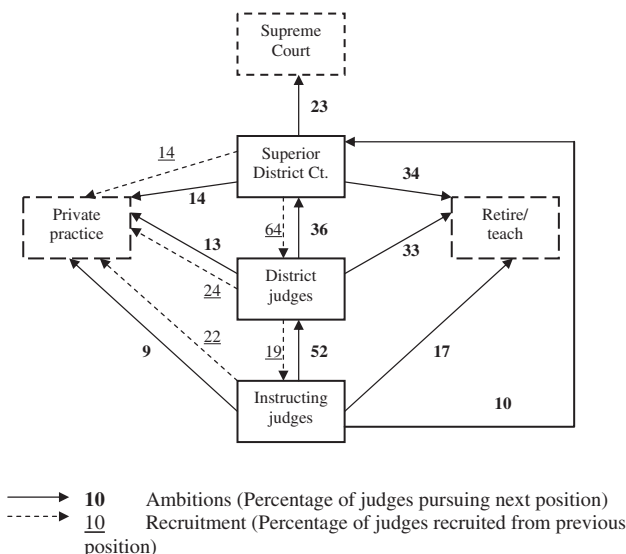 Supreme
Court
23
14
Superior
District Ct.
34
14
Private
practice
Retire/
teach
64
36
13
33
24
District
judges
22
19
52
9
17
10
Instructing
judges
10 Ambitions (Percentage of judges pursuing next position)
10 Recruitment (Percentage of judges recruited from previous
position)